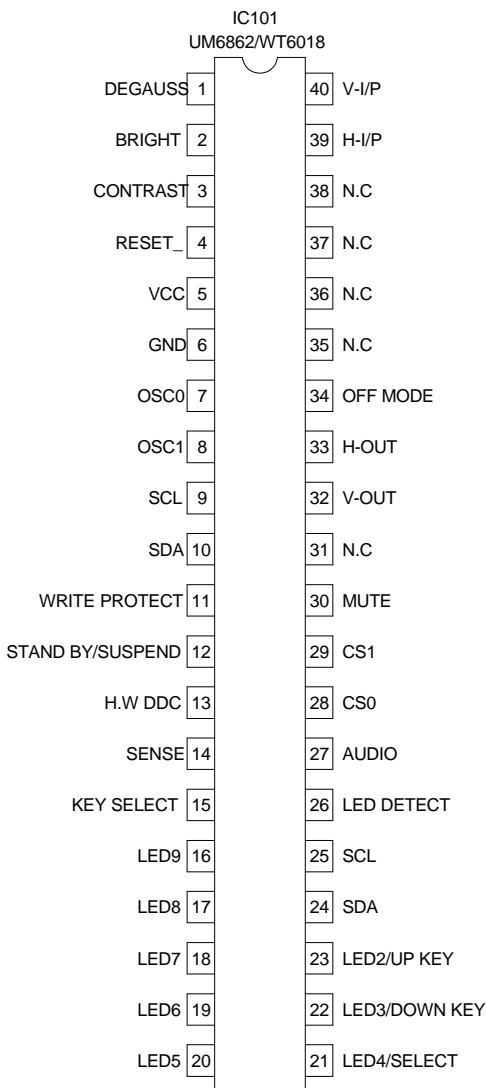 IC101
UM6862/WT6018
DEGAUSS 1 40 V-I/P
BRIGHT 2 39 H-I/P
CONTRAST 3 38 N.C
RESET_ 4 37 N.C
VCC 5 36 N.C
GND 6 35 N.C
OSC0 7 34 OFF MODE
OSC1 8 33 H-OUT
SCL 9 32 V-OUT
SDA 10 31 N.C
WRITE PROTECT 11 30 MUTE
STAND BY/SUSPEND 12 29 CS1
H.W DDC 13 28 CS0
SENSE 14 27 AUDIO
KEY SELECT 15 26 LED DETECT
LED9 16 25 SCL
LED8 17 24 SDA
LED7 18 23 LED2/UP KEY
LED6 19 22 LED3/DOWN KEY
LED5 20 21 LED4/SELECT